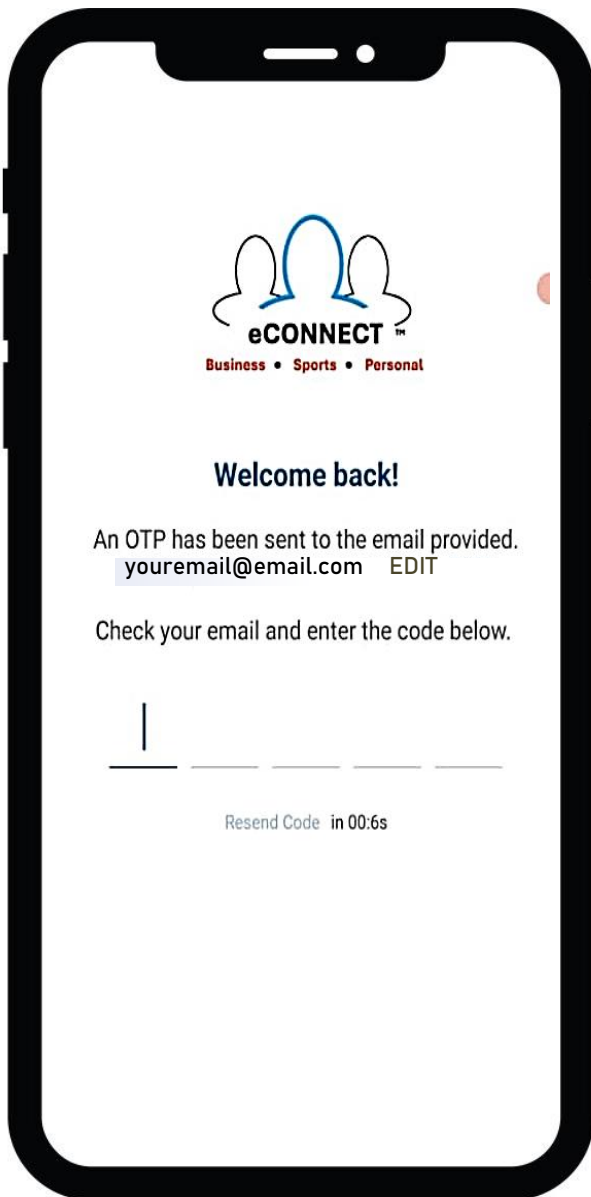 eCONNECT ™
Business • Sports • Personal
Welcome back!
An OTP has been sent to the email provided.
youremail@email.com EDIT
Check your email and enter the code below.
Resend Code in 00:6s